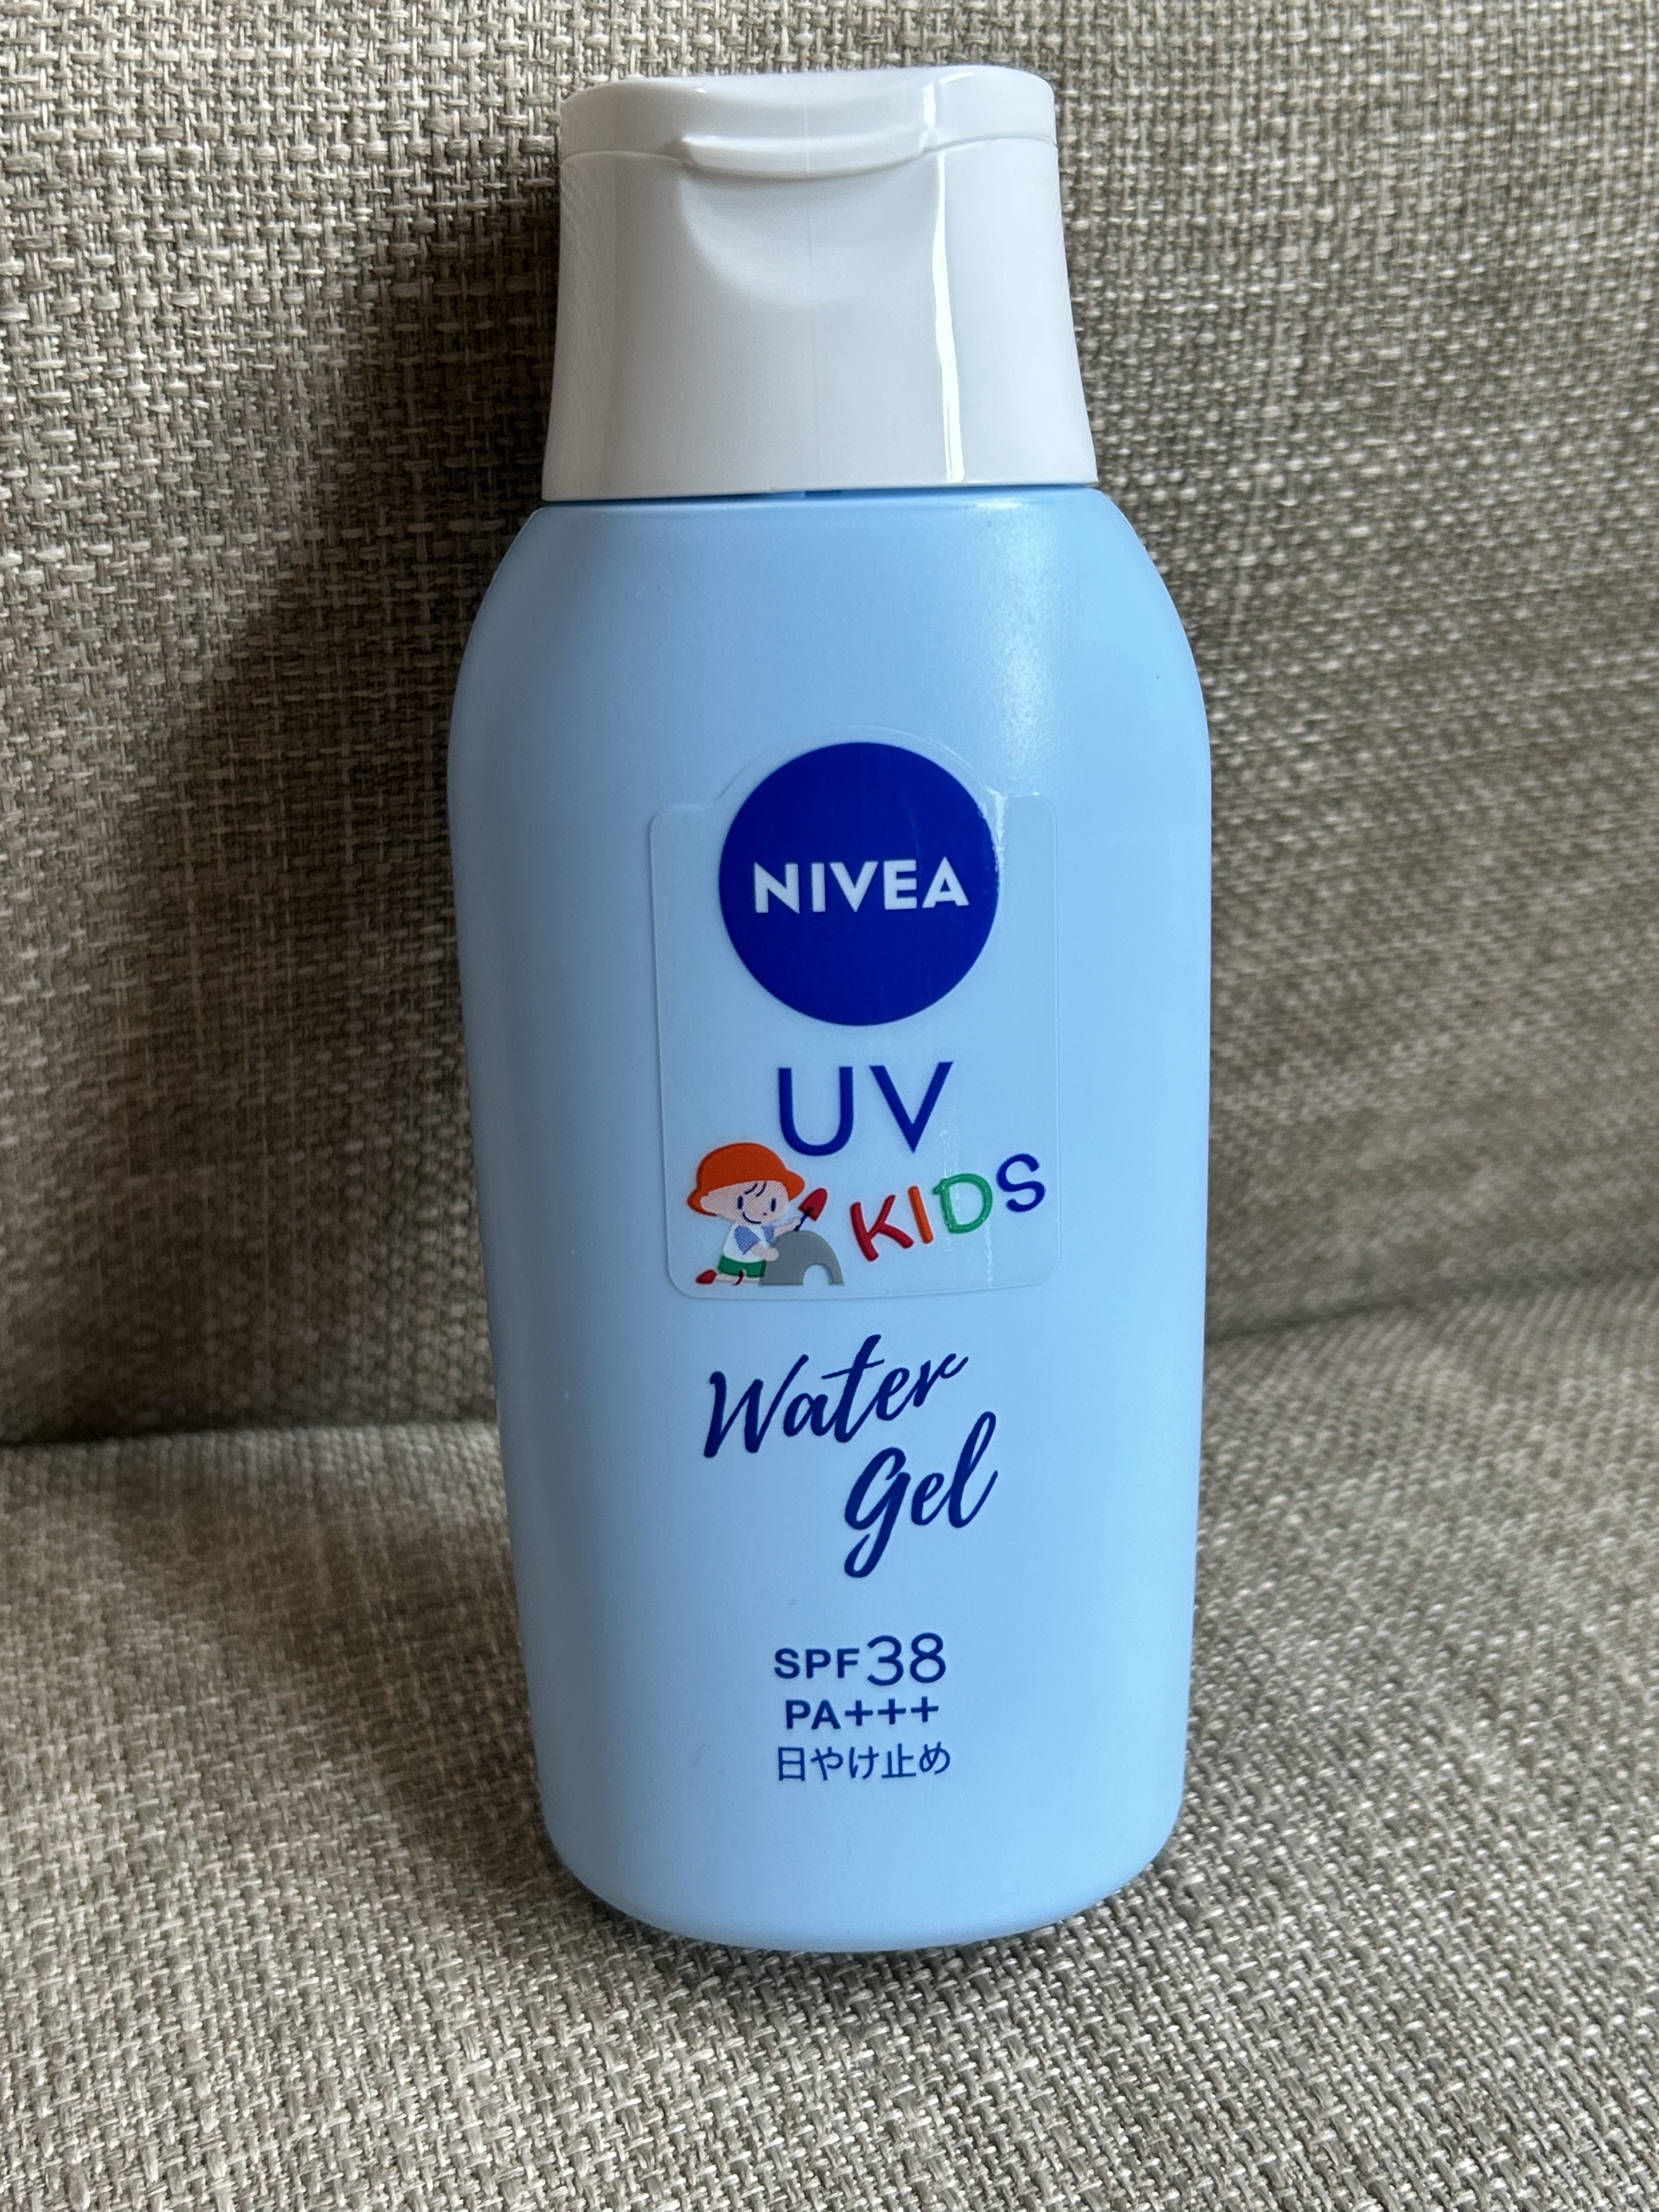 NIVEA
UV
KIDS
Water
Gel
SPF38
PA+++
日やけ止め